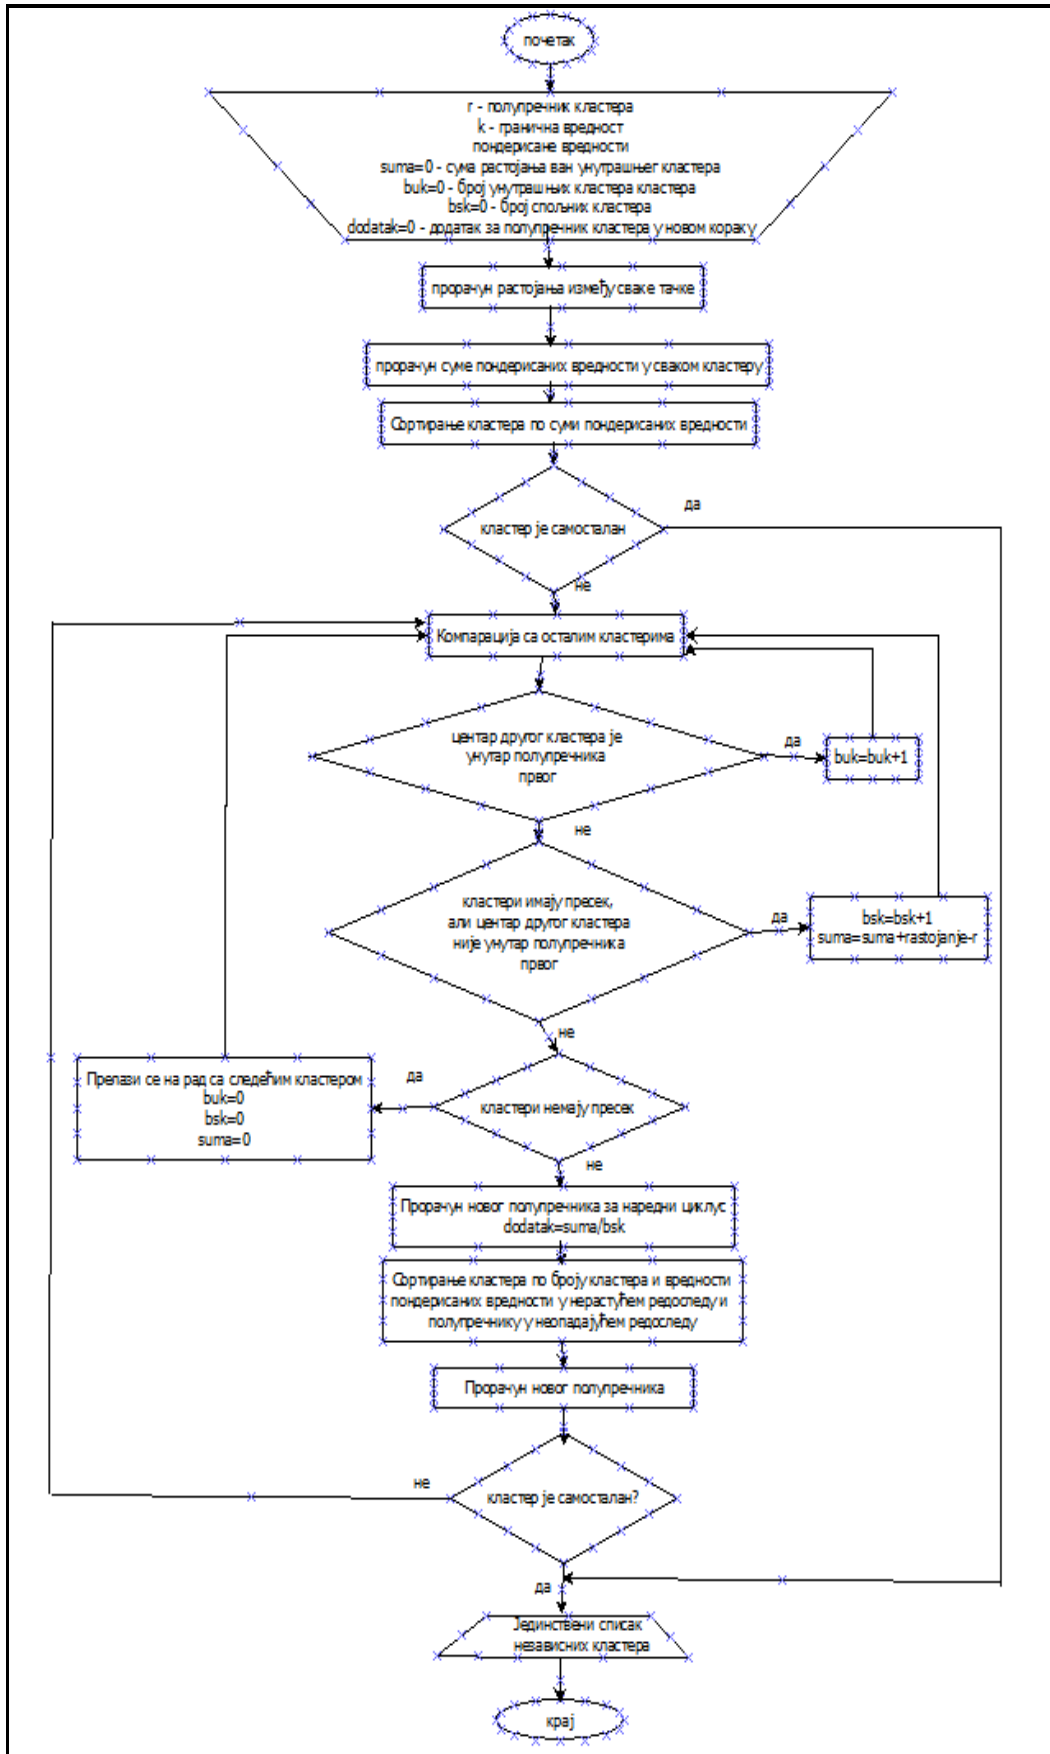 почетак
r - полупречник кластера
k - гранична вредност
пондерисане вредности
suma=0 - сума растојања ван унутрашњег кластера
buk=0 - број унутрашњих кластера кластера
bsk=0 - број спољних кластера
dodatak=0 - додатак за полупречник кластера у новом кораку
прорачун растојања између сваке тачке
прорачун суме пондерисаних вредности у сваком кластеру
Сортирање кластера по суми пондерисаних вредности
кластер је самосталан
да
не
Компарација са осталим кластерима
центар другог кластера је
унутар полупречника
првог
да
buk=buk+1
не
кластери имају пресек,
али центар другог кластера
није унутар полупречника
првог
да
bsk=bsk+1
suma=suma+rastojanje-r
не
кластери немају пресек
да
Прелази се на рад са следећим кластером
buk=0
bsk=0
suma=0
не
Прорачун новог полупречника за наредни циклус
dodatak=suma/bsk
Сортирање кластера по броју кластера и вредности
пондерисаних вредности у нерастућем редоследу и
полупречнику у неопадајућем редоследу
Прорачун новог полупречника
кластер је самосталан?
не
да
Јединствени списак
независних кластера
крај